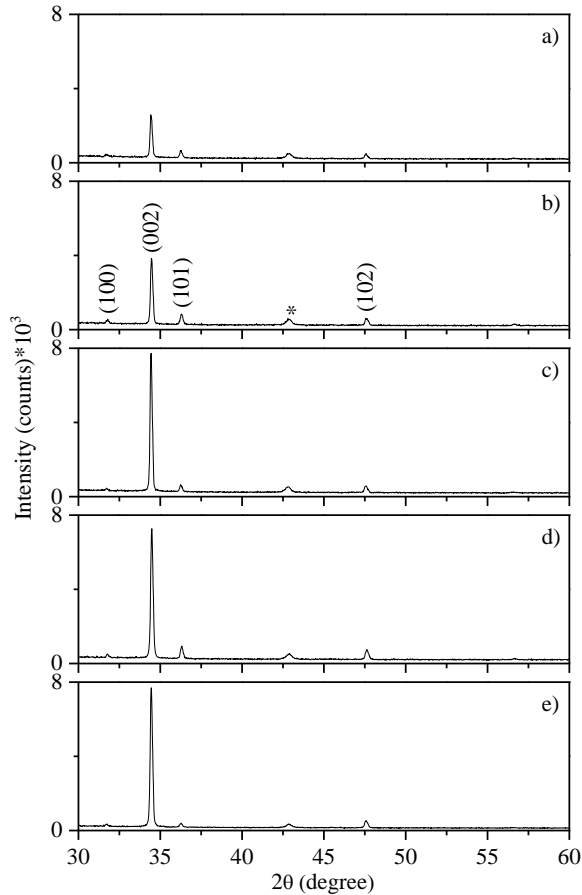 8
a)
0
8
b)
(100)
(002)
(101)
*
(102)
0
8
c)
0
8
d)
0
8
e)
0
30 35 40 45 50 55 60
2θ (degree)
Intensity (counts)*10³